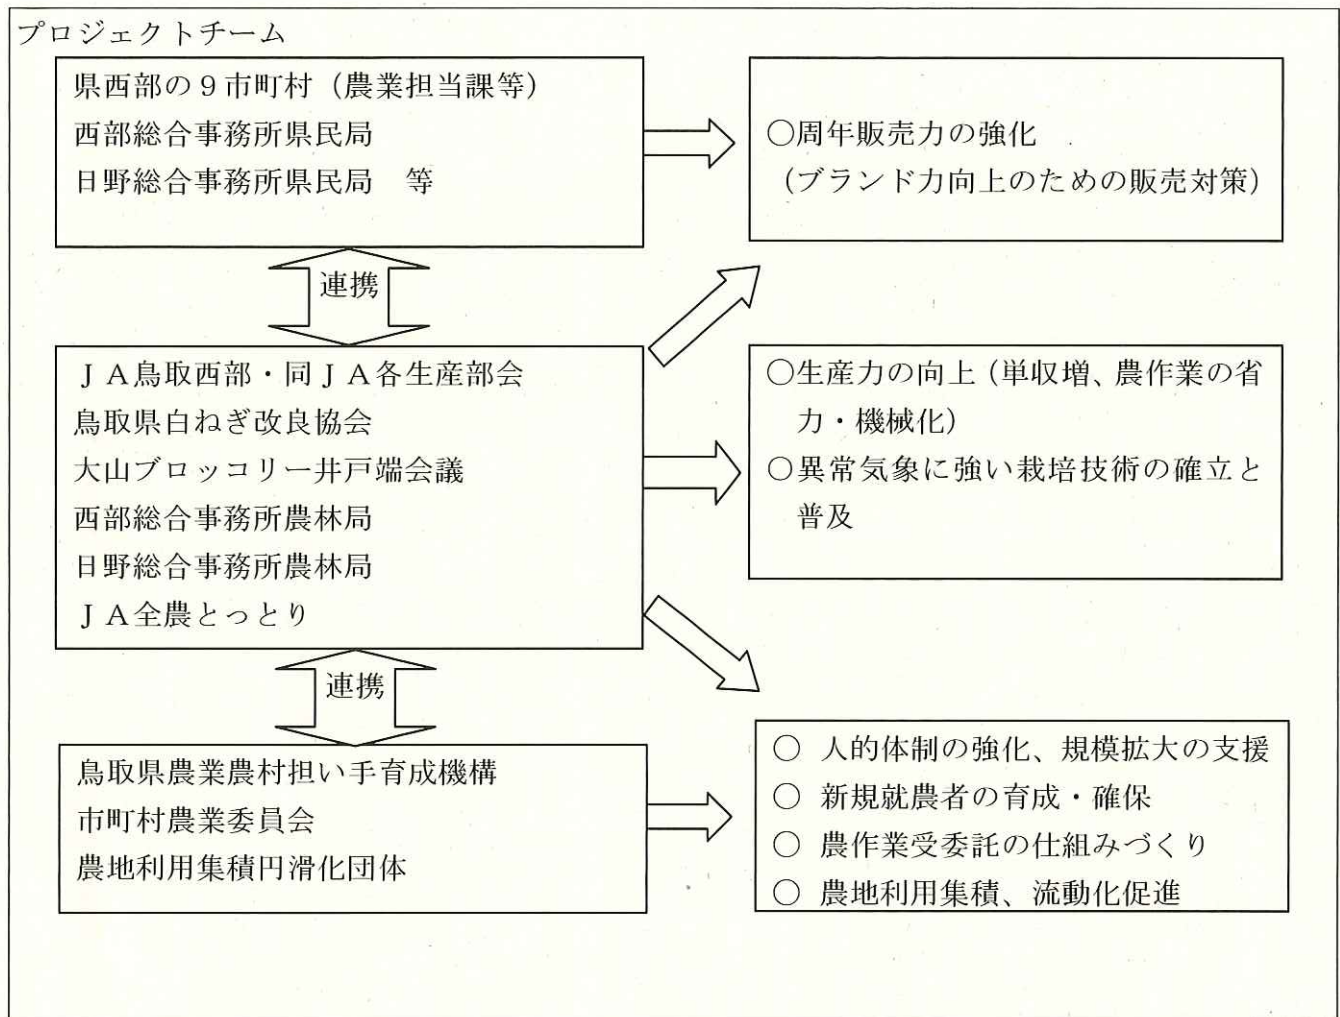 プロジェクトチーム
県西部の９市町村（農業担当課等）
西部総合事務所県民局
日野総合事務所県民局　等
○周年販売力の強化
（ブランド力向上のための販売対策）
連携
ＪＡ鳥取西部・同ＪＡ各生産部会
鳥取県白ねぎ改良協会
大山ブロッコリー井戸端会議
西部総合事務所農林局
日野総合事務所農林局
ＪＡ全農とっとり
○生産力の向上（単収増、農作業の省
力・機械化）
○異常気象に強い栽培技術の確立と
普及
連携
鳥取県農業農村担い手育成機構
市町村農業委員会
農地利用集積円滑化団体
○ 人的体制の強化、規模拡大の支援
○ 新規就農者の育成・確保
○ 農作業受委託の仕組みづくり
○ 農地利用集積、流動化促進